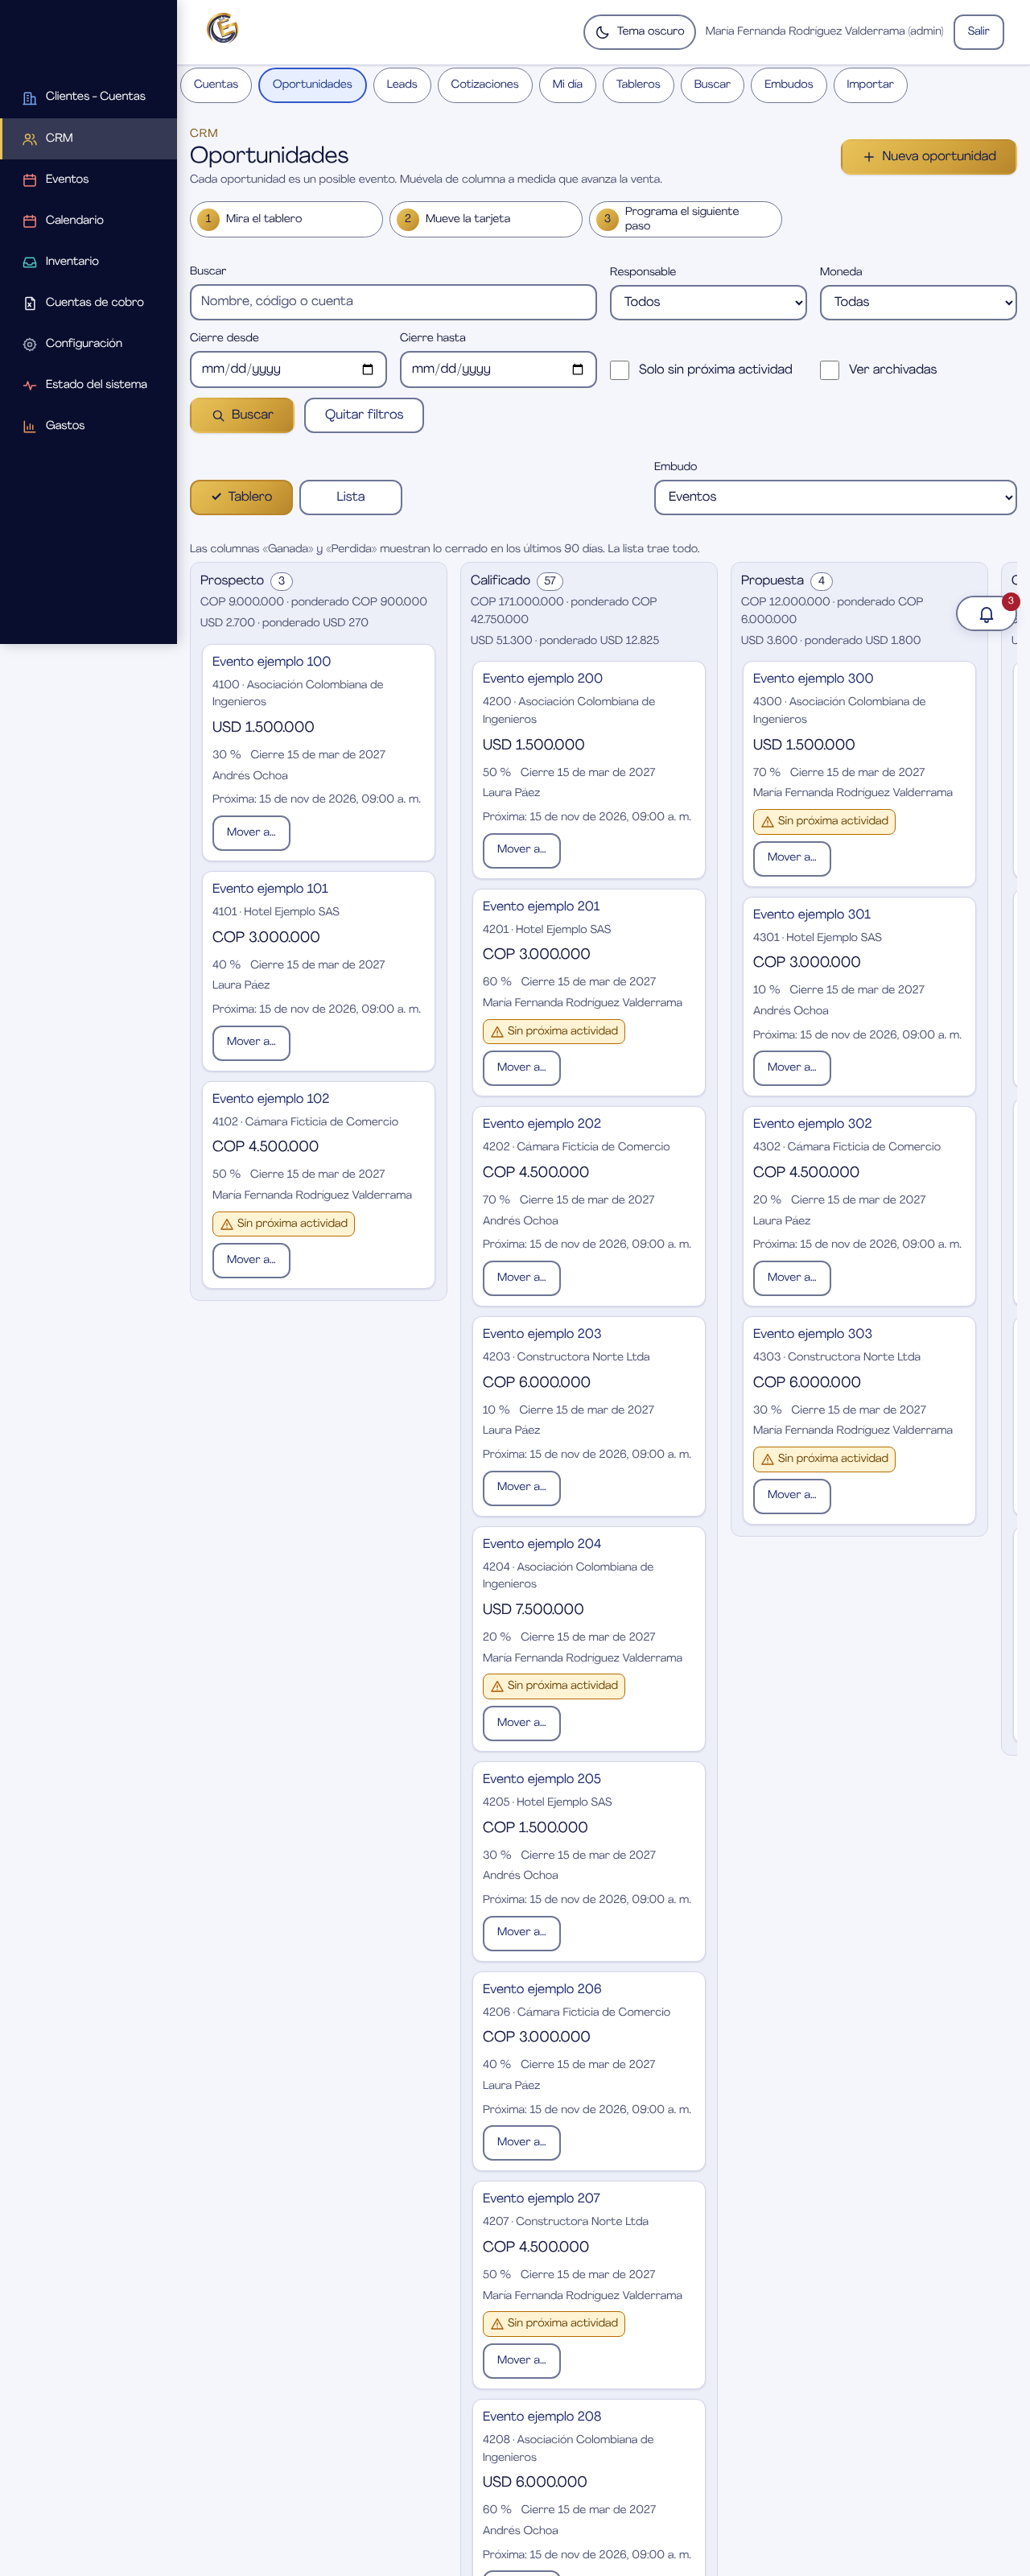 Tema oscuro
María Fernanda Rodríguez Valderrama (admin)
Salir
Clientes - Cuentas
CRM
Eventos
Calendario
Inventario
Cuentas de cobro
Configuración
Estado del sistema
Gastos
Cuentas
Oportunidades
Leads
Cotizaciones
Mi día
Tableros
Buscar
Embudos
Importar
CRM
Oportunidades
Cada oportunidad es un posible evento. Muévela de columna a medida que avanza la venta.
Nueva oportunidad
1 Mira el tablero
2 Mueve la tarjeta
3 Programa el siguiente
paso
Buscar
Nombre, código o cuenta
Responsable
Todos
Moneda
Todas
Cierre desde
mm/dd/yyyy
Cierre hasta
mm/dd/yyyy
Solo sin próxima actividad
Ver archivadas
Buscar
Quitar filtros
Tablero
Lista
Embudo
Eventos
Las columnas «Ganada» y «Perdida» muestran lo cerrado en los últimos 90 días. La lista trae todo.
3
Prospecto 3
COP 9.000.000 · ponderado COP 900.000
USD 2.700 · ponderado USD 270
Evento ejemplo 100
4100 · Asociación Colombiana de
Ingenieros
USD 1.500.000
30 % Cierre 15 de mar de 2027
Andrés Ochoa
Próxima: 15 de nov de 2026, 09:00 a. m.
Mover a...
Evento ejemplo 101
4101 · Hotel Ejemplo SAS
COP 3.000.000
40 % Cierre 15 de mar de 2027
Laura Páez
Próxima: 15 de nov de 2026, 09:00 a. m.
Mover a...
Evento ejemplo 102
4102 · Cámara Ficticia de Comercio
COP 4.500.000
50 % Cierre 15 de mar de 2027
María Fernanda Rodríguez Valderrama
Sin próxima actividad
Mover a...
Calificado 57
COP 171.000.000 · ponderado COP
42.750.000
USD 51.300 · ponderado USD 12.825
Evento ejemplo 200
4200 · Asociación Colombiana de
Ingenieros
USD 1.500.000
50 % Cierre 15 de mar de 2027
Laura Páez
Próxima: 15 de nov de 2026, 09:00 a. m.
Mover a...
Evento ejemplo 201
4201 · Hotel Ejemplo SAS
COP 3.000.000
60 % Cierre 15 de mar de 2027
María Fernanda Rodríguez Valderrama
Sin próxima actividad
Mover a...
Evento ejemplo 202
4202 · Cámara Ficticia de Comercio
COP 4.500.000
70 % Cierre 15 de mar de 2027
Andrés Ochoa
Próxima: 15 de nov de 2026, 09:00 a. m.
Mover a...
Evento ejemplo 203
4203 · Constructora Norte Ltda
COP 6.000.000
10 % Cierre 15 de mar de 2027
Laura Páez
Próxima: 15 de nov de 2026, 09:00 a. m.
Mover a...
Evento ejemplo 204
4204 · Asociación Colombiana de
Ingenieros
USD 7.500.000
20 % Cierre 15 de mar de 2027
María Fernanda Rodríguez Valderrama
Sin próxima actividad
Mover a...
Evento ejemplo 205
4205 · Hotel Ejemplo SAS
COP 1.500.000
30 % Cierre 15 de mar de 2027
Andrés Ochoa
Próxima: 15 de nov de 2026, 09:00 a. m.
Mover a...
Evento ejemplo 206
4206 · Cámara Ficticia de Comercio
COP 3.000.000
40 % Cierre 15 de mar de 2027
Laura Páez
Próxima: 15 de nov de 2026, 09:00 a. m.
Mover a...
Evento ejemplo 207
4207 · Constructora Norte Ltda
COP 4.500.000
50 % Cierre 15 de mar de 2027
María Fernanda Rodríguez Valderrama
Sin próxima actividad
Mover a...
Evento ejemplo 208
4208 · Asociación Colombiana de
Ingenieros
USD 6.000.000
60 % Cierre 15 de mar de 2027
Andrés Ochoa
Próxima: 15 de nov de 2026, 09:00 a. m.
Propuesta 4
COP 12.000.000 · ponderado COP
6.000.000
USD 3.600 · ponderado USD 1.800
Evento ejemplo 300
4300 · Asociación Colombiana de
Ingenieros
USD 1.500.000
70 % Cierre 15 de mar de 2027
María Fernanda Rodríguez Valderrama
Sin próxima actividad
Mover a...
Evento ejemplo 301
4301 · Hotel Ejemplo SAS
COP 3.000.000
10 % Cierre 15 de mar de 2027
Andrés Ochoa
Próxima: 15 de nov de 2026, 09:00 a. m.
Mover a...
Evento ejemplo 302
4302 · Cámara Ficticia de Comercio
COP 4.500.000
20 % Cierre 15 de mar de 2027
Laura Páez
Próxima: 15 de nov de 2026, 09:00 a. m.
Mover a...
Evento ejemplo 303
4303 · Constructora Norte Ltda
COP 6.000.000
30 % Cierre 15 de mar de 2027
María Fernanda Rodríguez Valderrama
Sin próxima actividad
Mover a...